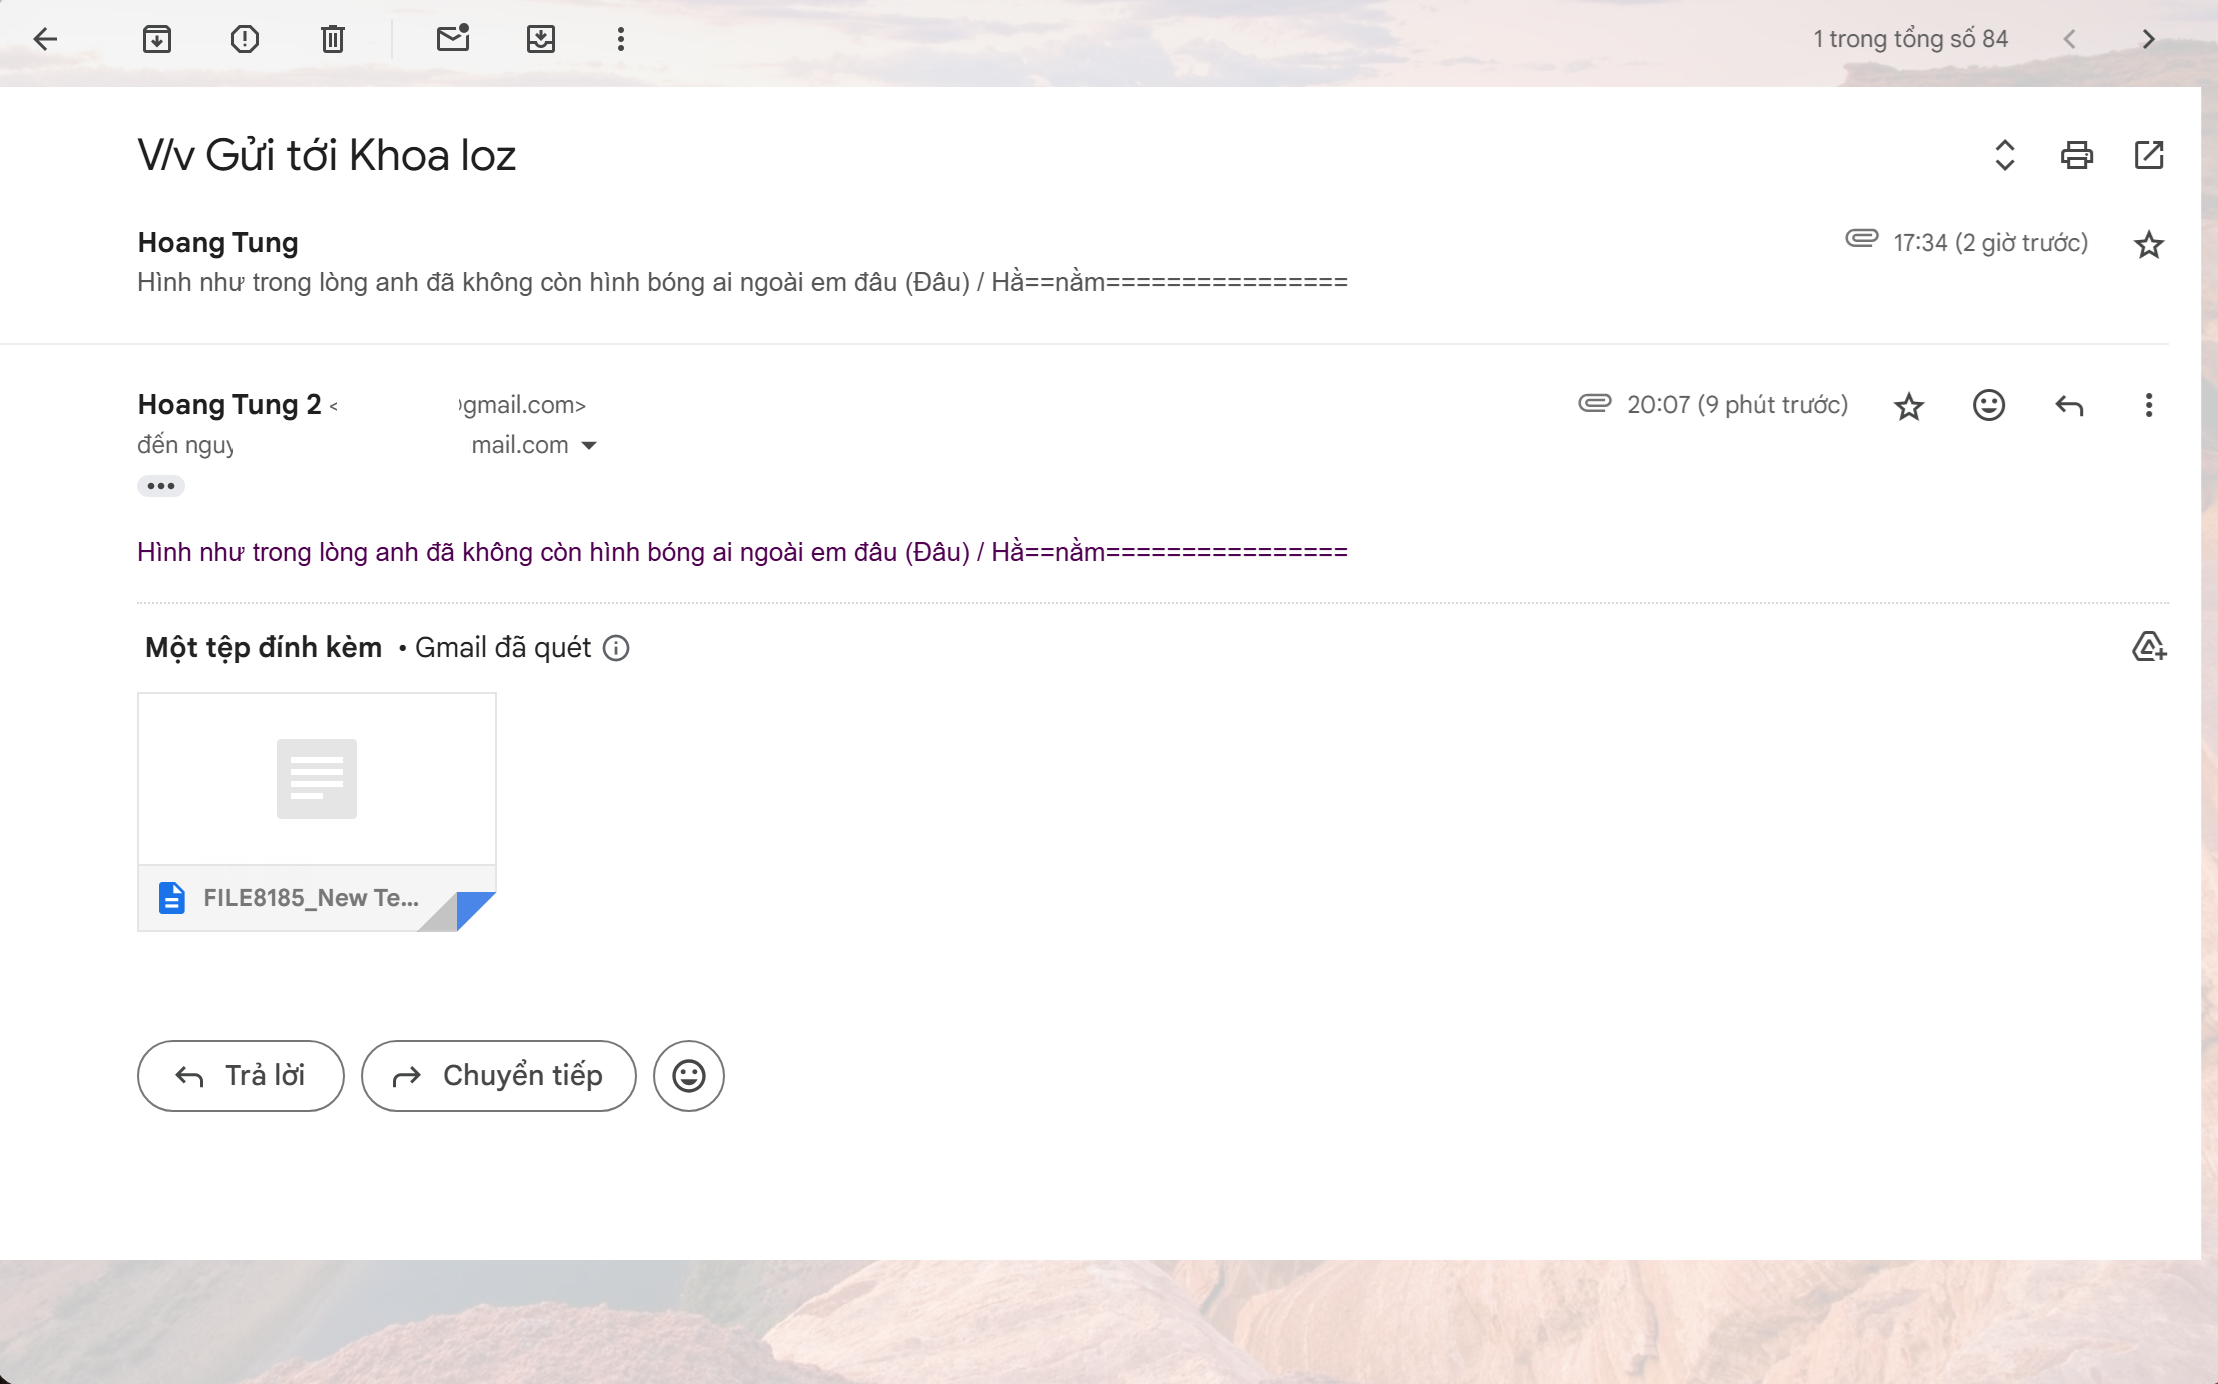 1 trong tổng số 84
V/v Gửi tới Khoa loz
Hoang Tung
17:34 (2 giờ trước)
Hình như trong lòng anh đã không còn hình bóng ai ngoài em đâu (Đâu) / Hằ==nằm================
Hoang Tung 2 < @gmail.com>
20:07 (9 phút trước)
đến nguy mail.com
Hình như trong lòng anh đã không còn hình bóng ai ngoài em đâu (Đâu) / Hằ==nằm================
Một tệp đính kèm • Gmail đã quét
FILE8185_New Te...
Trả lời
Chuyển tiếp